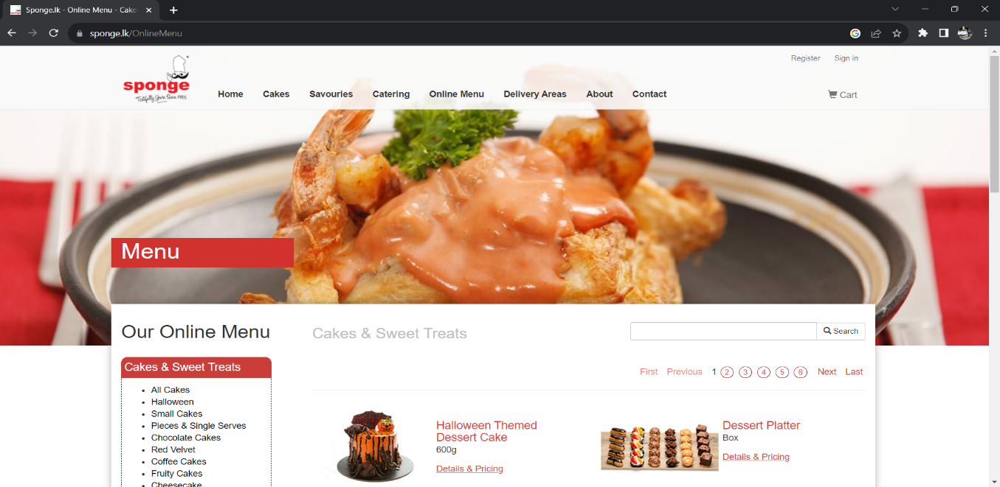 Sponge.lk - Online Menu - Cake
sponge.lk/OnlineMenu
Register Sign in
sponge
Tastefully Yours Since 1985
Home Cakes Savouries Catering Online Menu Delivery Areas About Contact
Cart
Menu
Our Online Menu
Cakes & Sweet Treats
Search
Cakes & Sweet Treats
First Previous 1 2 3 4 5 6 Next Last
All Cakes
Halloween
Small Cakes
Pieces & Single Serves
Chocolate Cakes
Red Velvet
Coffee Cakes
Fruity Cakes
Cheesecake
Halloween Themed
Dessert Cake
600g
Details & Pricing
Dessert Platter
Box
Details & Pricing